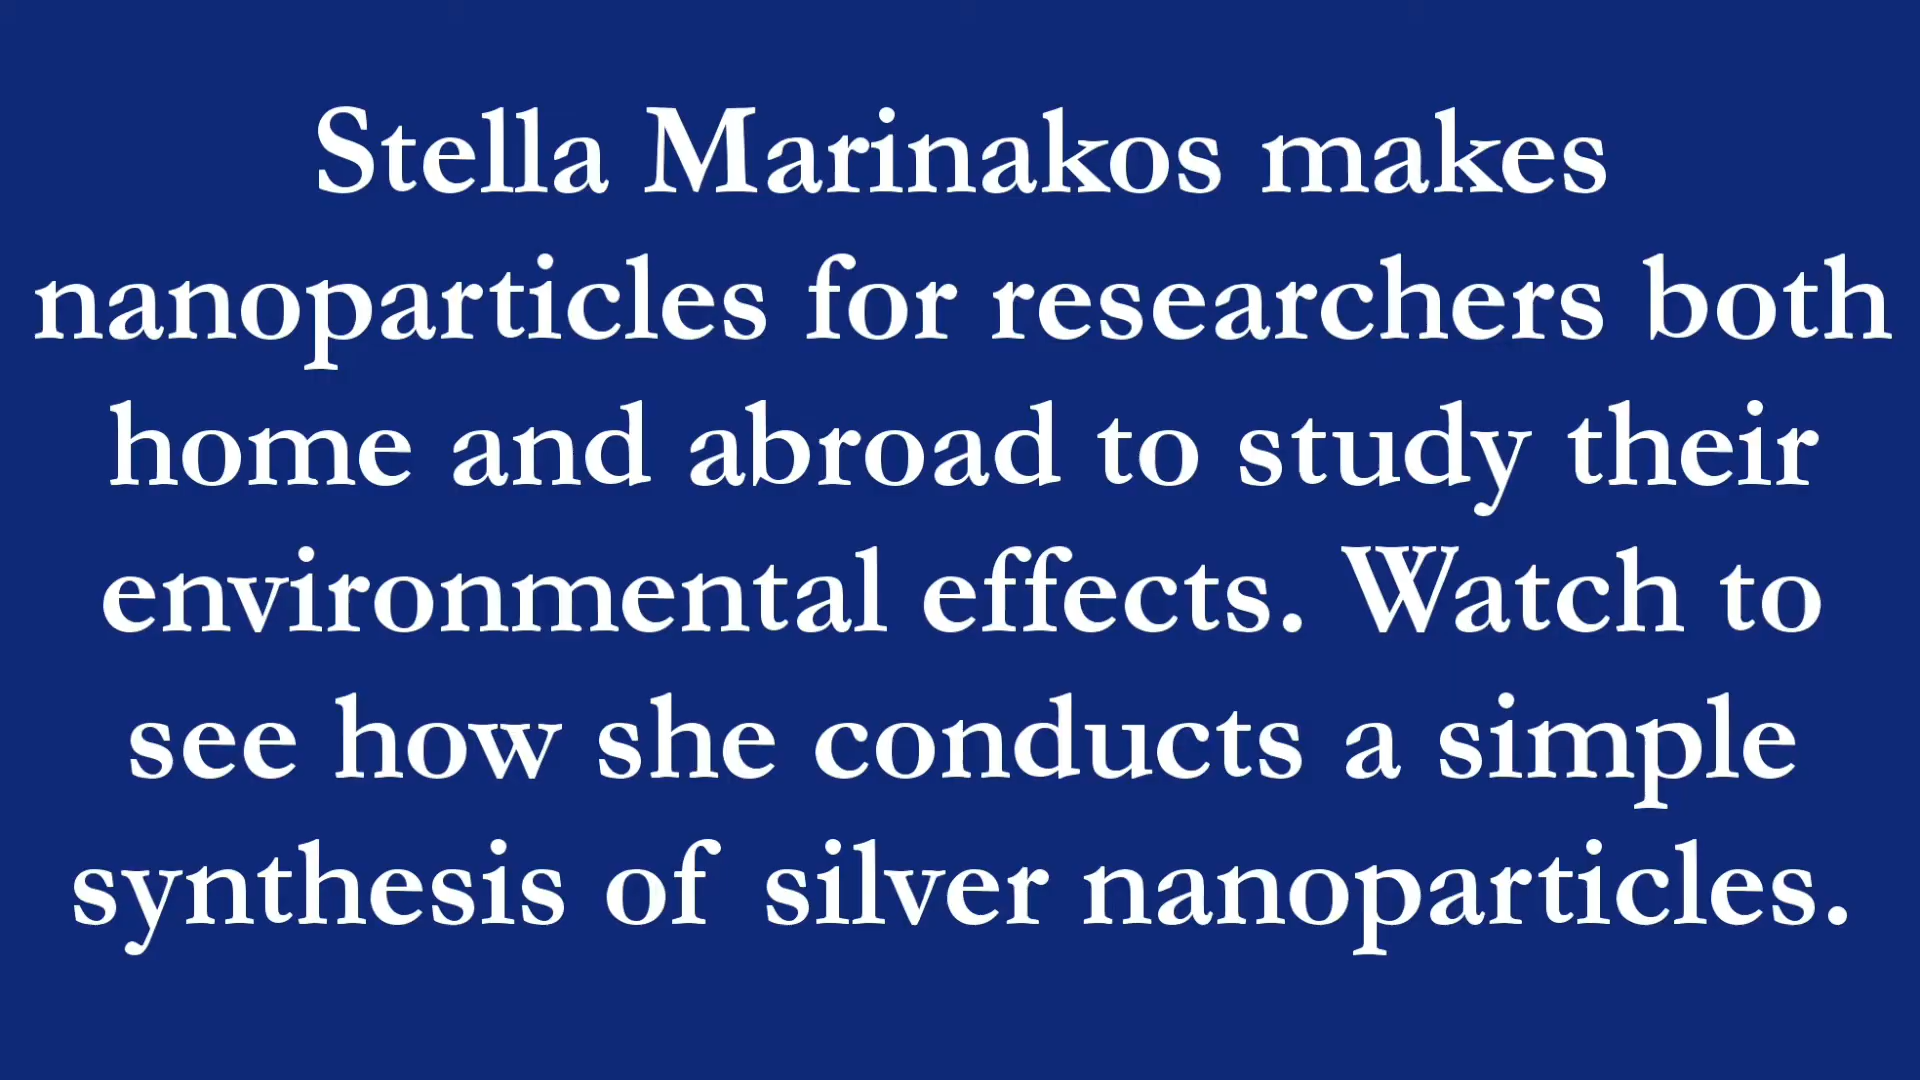 Stella Marinakos makes
nanoparticles for researchers both
home and abroad to study their
environmental effects. Watch to
see how she conducts a simple
synthesis of silver nanoparticles.